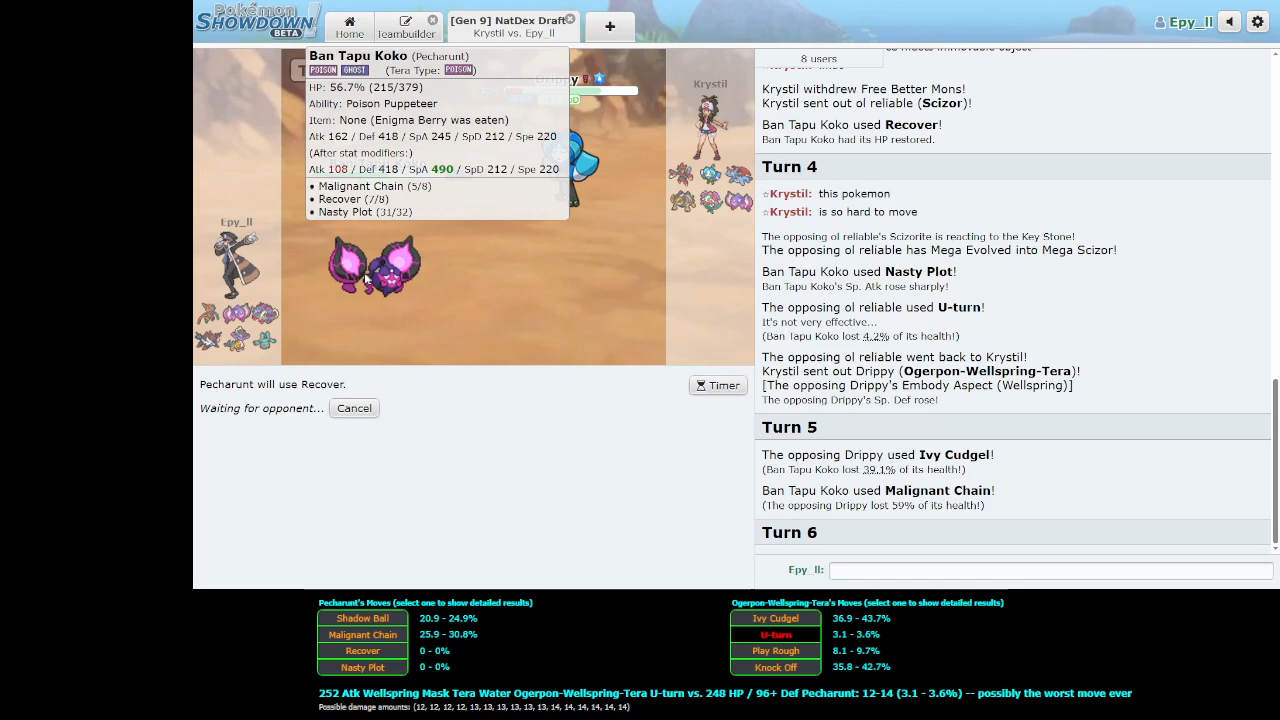 Pokémon
SHOWDOWN!
BETA
Home
Teambuilder
[Gen 9] NatDex Draft
Krystil vs. Epy_ll
Epy_ll
Ban Tapu Koko (Pecharunt)
POISON GHOST (Tera Type: POISON)
HP: 56.7% (215/379)
Ability: Poison Puppeteer
Item: None (Enigma Berry was eaten)
Atk 162 / Def 418 / SpA 245 / SpD 212 / Spe 220
(After stat modifiers:)
Atk 108 / Def 418 / SpA 490 / SpD 212 / Spe 220
• Malignant Chain (5/8)
• Recover (7/8)
• Nasty Plot (31/32)
Drippy
Krystil
Epy_ll
Pecharunt will use Recover.
Timer
Waiting for opponent...
Cancel
8 users
Krystil withdrew Free Better Mons!
Krystil sent out ol reliable (Scizor)!
Ban Tapu Koko used Recover!
Ban Tapu Koko had its HP restored.
Turn 4
☆Krystil: this pokemon
☆Krystil: is so hard to move
The opposing ol reliable's Scizorite is reacting to the Key Stone!
The opposing ol reliable has Mega Evolved into Mega Scizor!
Ban Tapu Koko used Nasty Plot!
Ban Tapu Koko's Sp. Atk rose sharply!
The opposing ol reliable used U-turn!
It's not very effective...
(Ban Tapu Koko lost 4.2% of its health!)
The opposing ol reliable went back to Krystil!
Krystil sent out Drippy (Ogerpon-Wellspring-Tera)!
[The opposing Drippy's Embody Aspect (Wellspring)]
The opposing Drippy's Sp. Def rose!
Turn 5
The opposing Drippy used Ivy Cudgel!
(Ban Tapu Koko lost 39.1% of its health!)
Ban Tapu Koko used Malignant Chain!
(The opposing Drippy lost 59% of its health!)
Turn 6
Epy_ll:
Pecharunt's Moves (select one to show detailed results)
Shadow Ball 20.9 - 24.9%
Malignant Chain 25.9 - 30.8%
Recover 0 - 0%
Nasty Plot 0 - 0%
Ogerpon-Wellspring-Tera's Moves (select one to show detailed results)
Ivy Cudgel 36.9 - 43.7%
U-turn 3.1 - 3.6%
Play Rough 8.1 - 9.7%
Knock Off 35.8 - 42.7%
252 Atk Wellspring Mask Tera Water Ogerpon-Wellspring-Tera U-turn vs. 248 HP / 96+ Def Pecharunt: 12-14 (3.1 - 3.6%) -- possibly the worst move ever
Possible damage amounts: (12, 12, 12, 12, 13, 13, 13, 13, 13, 13, 14, 14, 14, 14, 14, 14)